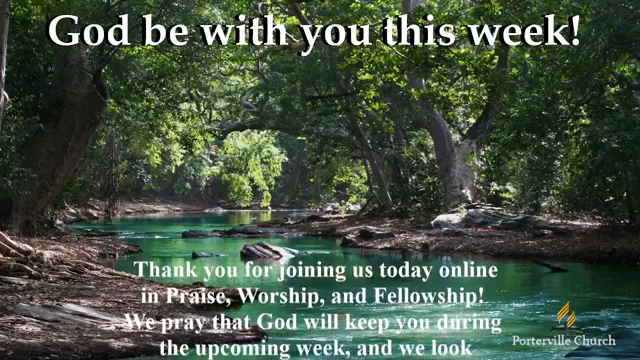 God be with you this week!
Thank you for joining us today online
in Praise, Worship, and Fellowship!
We pray that God will keep you during
the upcoming week, and we look
Porterville Church